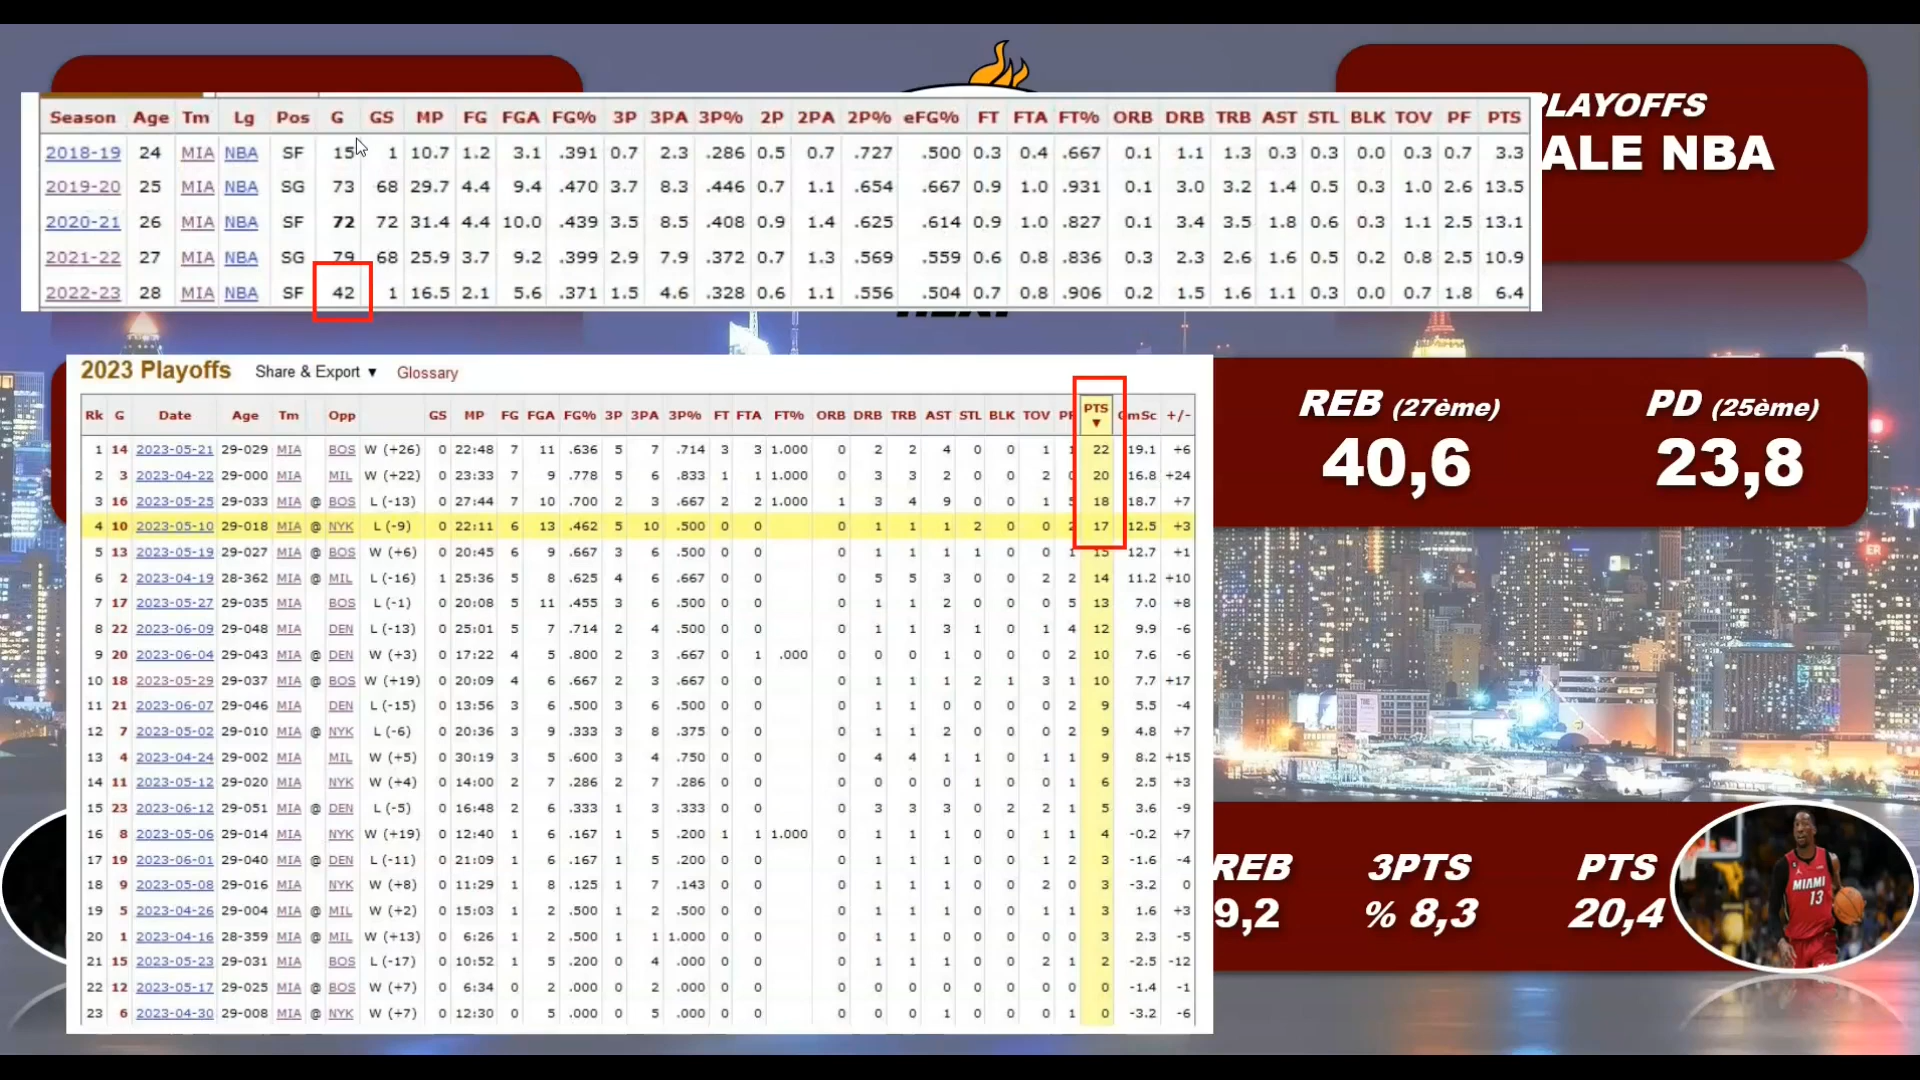 PLAYOFFS
ALE NBA
Season Age Tm Lg Pos G GS MP FG FGA FG% 3P 3PA 3P% 2P 2PA 2P% eFG% FT FTA FT% ORB DRB TRB AST STL BLK TOV PF PTS
2018-19 24 MIA NBA SF 15 1 10.7 1.2 3.1 .391 0.7 2.3 .286 0.5 0.7 .727 .500 0.3 0.4 .667 0.1 1.1 1.3 0.3 0.3 0.0 0.3 0.7 3.3
2019-20 25 MIA NBA SG 73 68 29.7 4.4 9.4 .470 3.7 8.3 .446 0.7 1.1 .654 .667 0.9 1.0 .931 0.1 3.0 3.2 1.4 0.5 0.3 1.0 2.6 13.5
2020-21 26 MIA NBA SF 72 72 31.4 4.4 10.0 .439 3.5 8.5 .408 0.9 1.4 .625 .614 0.9 1.0 .827 0.1 3.4 3.5 1.8 0.6 0.3 1.1 2.5 13.1
2021-22 27 MIA NBA SG 79 68 25.9 3.7 9.2 .399 2.9 7.9 .372 0.7 1.3 .569 .559 0.6 0.8 .836 0.3 2.3 2.6 1.6 0.5 0.2 0.8 2.5 10.9
2022-23 28 MIA NBA SF 42 1 16.5 2.1 5.6 .371 1.5 4.6 .328 0.6 1.1 .556 .504 0.7 0.8 .906 0.2 1.5 1.6 1.1 0.3 0.0 0.7 1.8 6.4
2023 Playoffs Share & Export ▼ Glossary
Rk G Date Age Tm Opp GS MP FG FGA FG% 3P 3PA 3P% FT FTA FT% ORB DRB TRB AST STL BLK TOV PTS ▼ mSc +/-
1 14 2023-05-21 29-029 MIA BOS W (+26) 0 22:48 7 11 .636 5 7 .714 3 3 1.000 0 2 2 4 0 0 1 1 22 19.1 +6
2 3 2023-04-22 29-000 MIA MIL W (+22) 0 23:33 7 9 .778 5 6 .833 1 1 1.000 0 3 3 2 0 0 2 0 20 16.8 +24
3 16 2023-05-25 29-033 MIA @ BOS L (-13) 0 27:44 7 10 .700 2 3 .667 2 2 1.000 1 3 4 9 0 0 1 5 18 18.7 +7
4 10 2023-05-10 29-018 MIA @ NYK L (-9) 0 22:11 6 13 .462 5 10 .500 0 0 0 1 1 1 2 0 0 2 17 12.5 +3
5 13 2023-05-19 29-027 MIA @ BOS W (+6) 0 20:45 6 9 .667 3 6 .500 0 0 0 1 1 1 1 0 0 1 15 12.7 +1
6 2 2023-04-19 28-362 MIA @ MIL L (-16) 1 25:36 5 8 .625 4 6 .667 0 0 0 5 5 3 0 0 2 2 14 11.2 +10
7 17 2023-05-27 29-035 MIA BOS L (-1) 0 20:08 5 11 .455 3 6 .500 0 0 0 1 1 2 0 0 0 5 13 7.0 +8
8 22 2023-06-09 29-048 MIA DEN L (-13) 0 25:01 5 7 .714 2 4 .500 0 0 0 1 1 3 1 0 1 4 12 9.9 -6
9 20 2023-06-04 29-043 MIA @ DEN W (+3) 0 17:22 4 5 .800 2 3 .667 0 1 .000 0 0 0 1 0 0 0 2 10 7.6 -6
10 18 2023-05-29 29-037 MIA @ BOS W (+19) 0 20:09 4 6 .667 2 3 .667 0 0 0 1 1 1 2 1 3 1 10 7.7 +17
11 21 2023-06-07 29-046 MIA DEN L (-15) 0 13:56 3 6 .500 3 6 .500 0 0 0 1 1 0 0 0 0 2 9 5.5 -4
12 7 2023-05-02 29-010 MIA @ NYK L (-6) 0 20:36 3 9 .333 3 8 .375 0 0 0 1 1 2 0 0 0 2 9 4.8 +7
13 4 2023-04-24 29-002 MIA MIL W (+5) 0 30:19 3 5 .600 3 4 .750 0 0 0 4 4 1 1 0 1 1 9 8.2 +15
14 11 2023-05-12 29-020 MIA NYK W (+4) 0 14:00 2 7 .286 2 7 .286 0 0 0 0 0 0 1 0 0 0 6 2.5 +3
15 23 2023-06-12 29-051 MIA @ DEN L (-5) 0 16:48 2 6 .333 1 3 .333 0 0 0 3 3 3 0 2 2 1 5 3.6 -9
16 8 2023-05-06 29-014 MIA NYK W (+19) 0 12:40 1 6 .167 1 5 .200 1 1 1.000 0 1 1 1 0 0 1 1 4 -0.2 +7
17 19 2023-06-01 29-040 MIA @ DEN L (-11) 0 21:09 1 6 .167 1 5 .200 0 0 0 1 1 1 0 0 1 2 3 -1.6 -4
18 9 2023-05-08 29-016 MIA NYK W (+8) 0 11:29 1 8 .125 1 7 .143 0 0 0 1 1 1 0 0 2 0 3 -3.2 0
19 5 2023-04-26 29-004 MIA @ MIL W (+2) 0 15:03 1 2 .500 1 2 .500 0 0 0 1 1 1 0 0 1 1 3 1.6 +3
20 1 2023-04-16 28-359 MIA @ MIL W (+13) 0 6:26 1 2 .500 1 1 1.000 0 0 0 1 1 0 0 0 0 0 3 2.3 -5
21 15 2023-05-23 29-031 MIA BOS L (-17) 0 10:52 1 5 .200 0 4 .000 0 0 0 1 1 1 0 0 2 1 2 -2.5 -12
22 12 2023-05-17 29-025 MIA @ BOS W (+7) 0 6:34 0 2 .000 0 2 .000 0 0 0 0 0 0 0 0 0 0 0 -1.4 -1
23 6 2023-04-30 29-008 MIA @ NYK W (+7) 0 12:30 0 5 .000 0 5 .000 0 0 0 0 0 1 0 0 0 1 0 -3.2 -6
REB (27ème) PD (25ème)
40,6 23,8
REB 3PTS PTS
9,2 % 8,3 20,4
MIAMI
13